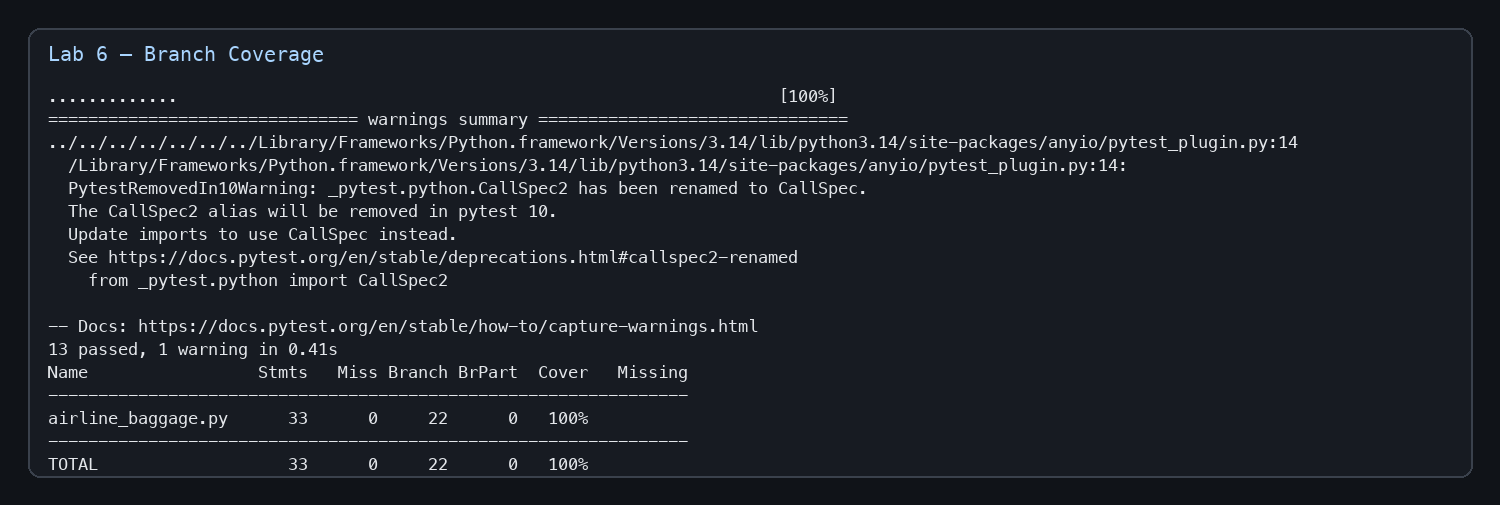 Lab 6 — Branch Coverage
.............                                                            [100%]
=============================== warnings summary ===============================
../../../../../../../Library/Frameworks/Python.framework/Versions/3.14/lib/python3.14/site-packages/anyio/pytest_plugin.py:14
  /Library/Frameworks/Python.framework/Versions/3.14/lib/python3.14/site-packages/anyio/pytest_plugin.py:14:
  PytestRemovedIn10Warning: _pytest.python.CallSpec2 has been renamed to CallSpec.
  The CallSpec2 alias will be removed in pytest 10.
  Update imports to use CallSpec instead.
  See https://docs.pytest.org/en/stable/deprecations.html#callspec2-renamed
    from _pytest.python import CallSpec2
-- Docs: https://docs.pytest.org/en/stable/how-to/capture-warnings.html
13 passed, 1 warning in 0.41s
Name                 Stmts   Miss Branch BrPart  Cover   Missing
----------------------------------------------------------------
airline_baggage.py      33      0     22      0   100%
----------------------------------------------------------------
TOTAL                   33      0     22      0   100%